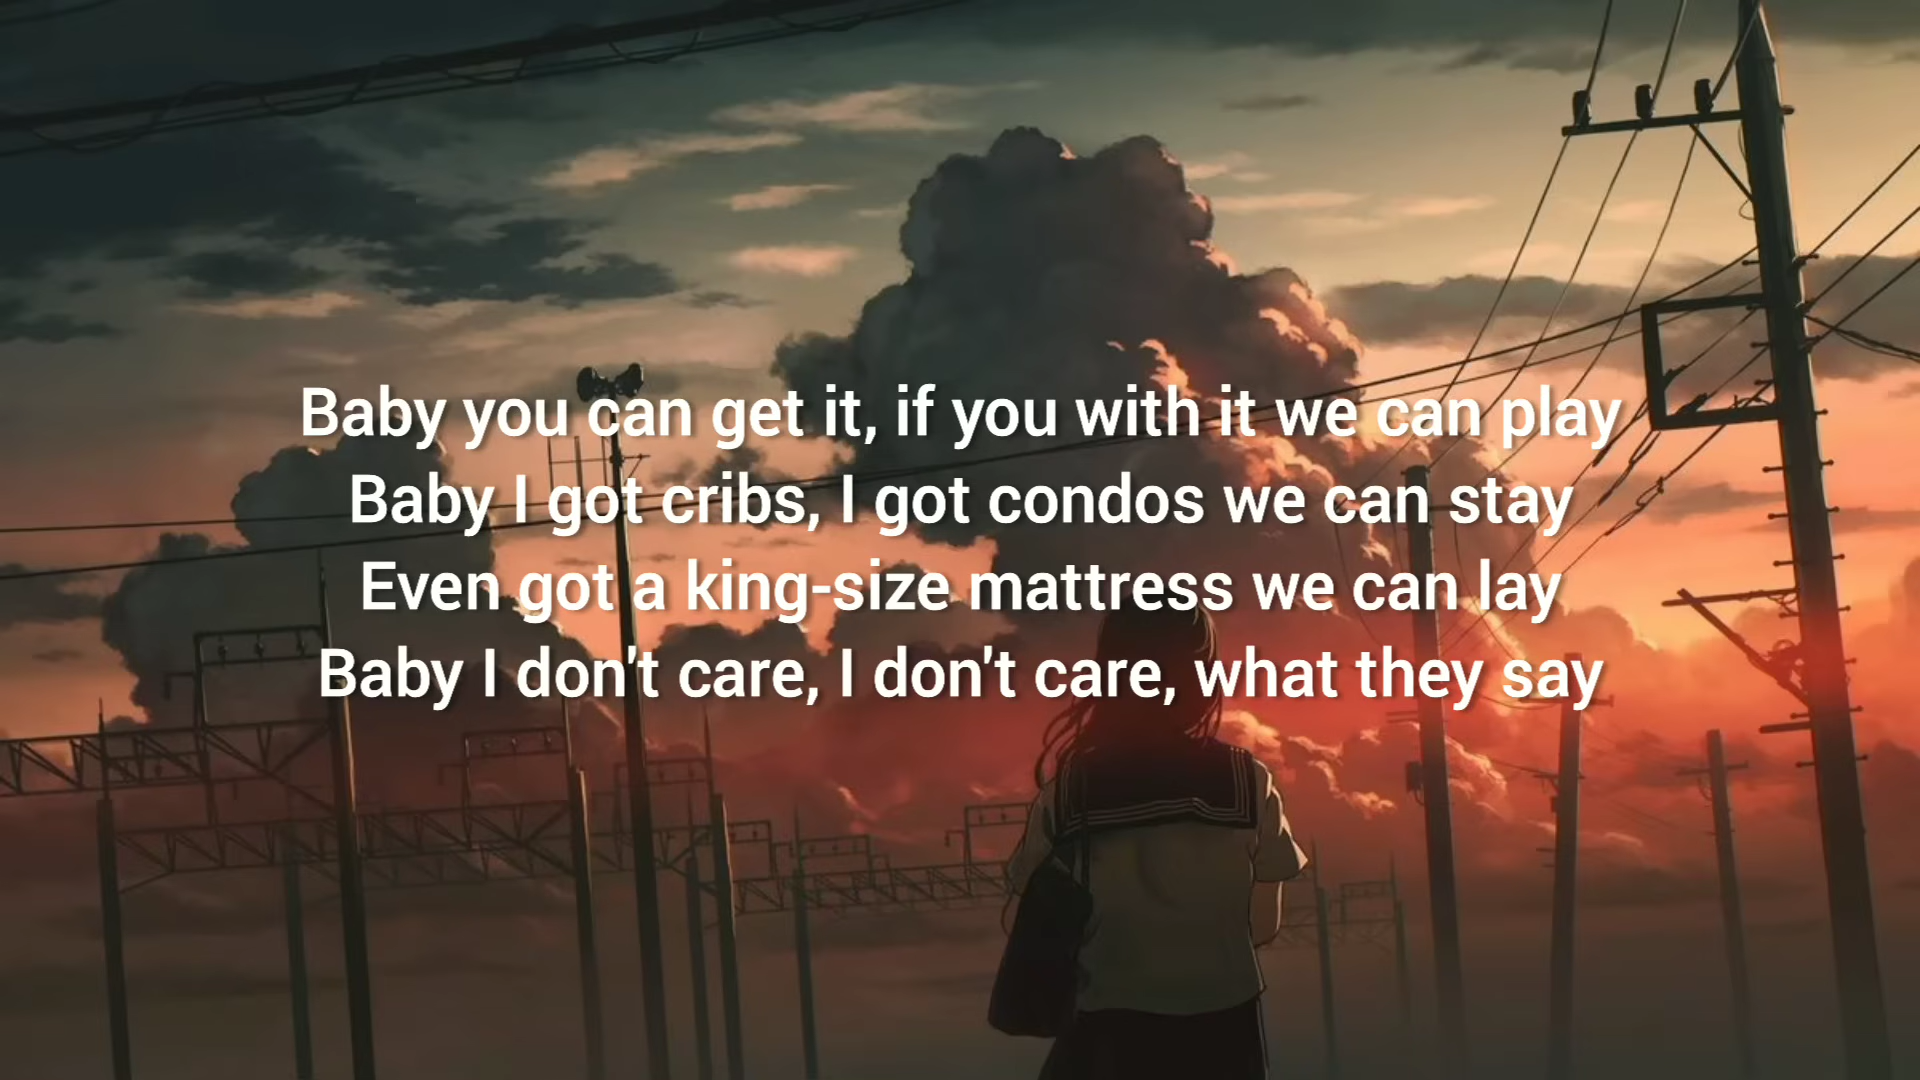 Baby you can get it, if you with it we can play
Baby I got cribs, I got condos we can stay
Even got a king-size mattress we can lay
Baby I don't care, I don't care, what they say